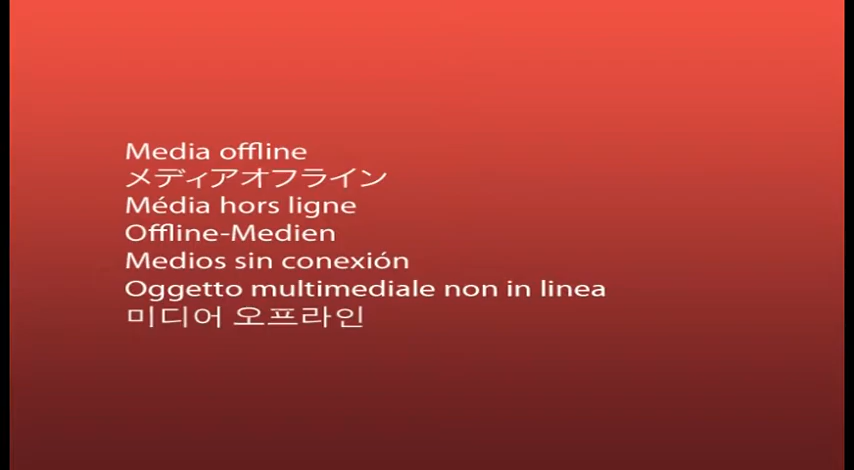 Media offline
メディアオフライン
Média hors ligne
Offline-Medien
Medios sin conexión
Oggetto multimediale non in linea
미디어 오프라인